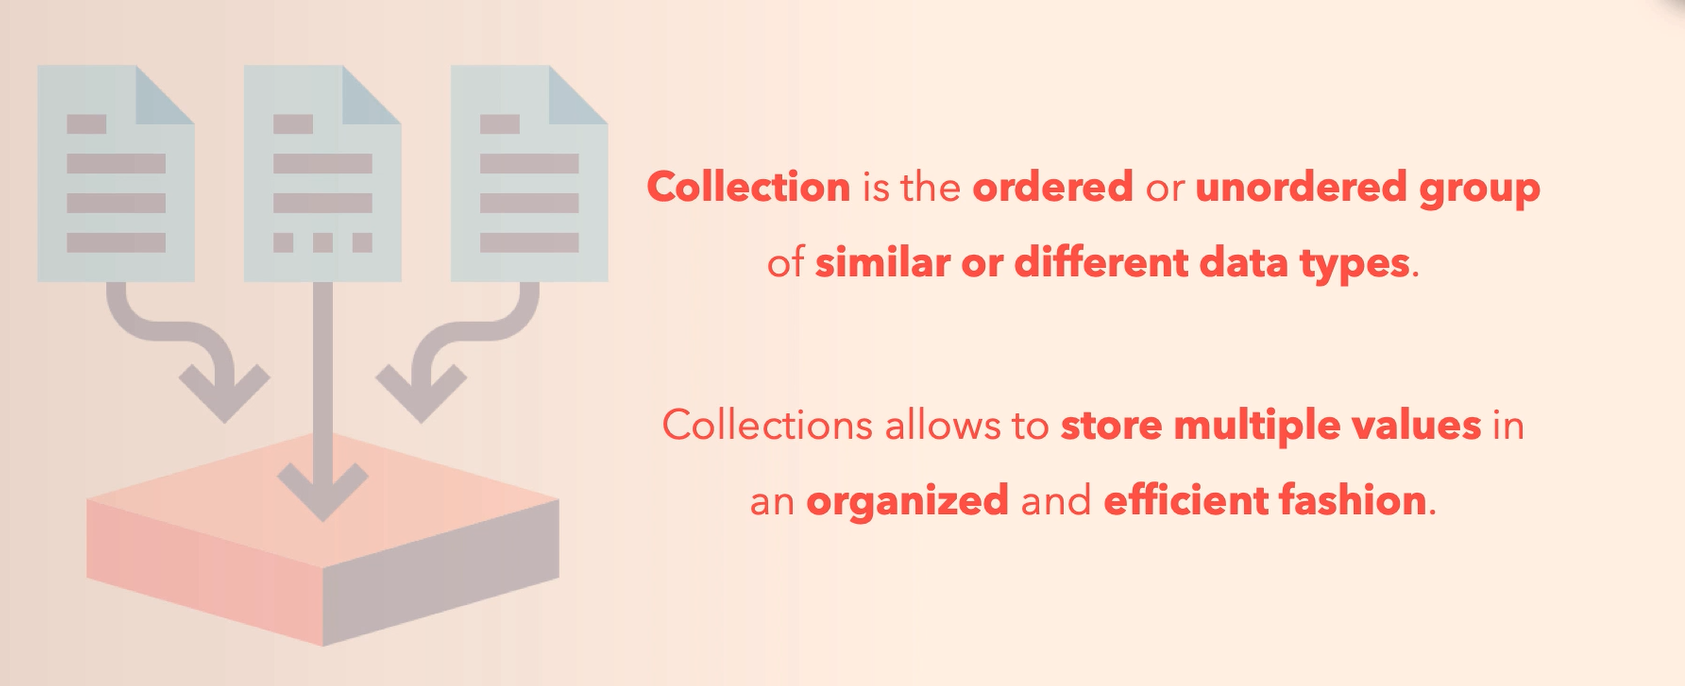 Collection is the ordered or unordered group
of similar or different data types.
Collections allows to store multiple values in
an organized and efficient fashion.